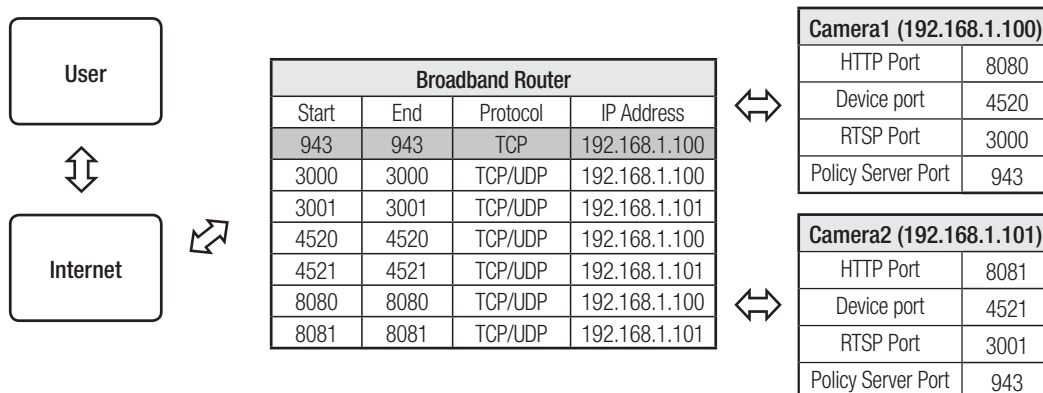 User
Internet
Broadband Router
Start End Protocol IP Address
943 943 TCP 192.168.1.100
3000 3000 TCP/UDP 192.168.1.100
3001 3001 TCP/UDP 192.168.1.101
4520 4520 TCP/UDP 192.168.1.100
4521 4521 TCP/UDP 192.168.1.101
8080 8080 TCP/UDP 192.168.1.100
8081 8081 TCP/UDP 192.168.1.101
Camera1 (192.168.1.100)
HTTP Port 8080
Device port 4520
RTSP Port 3000
Policy Server Port 943
Camera2 (192.168.1.101)
HTTP Port 8081
Device port 4521
RTSP Port 3001
Policy Server Port 943